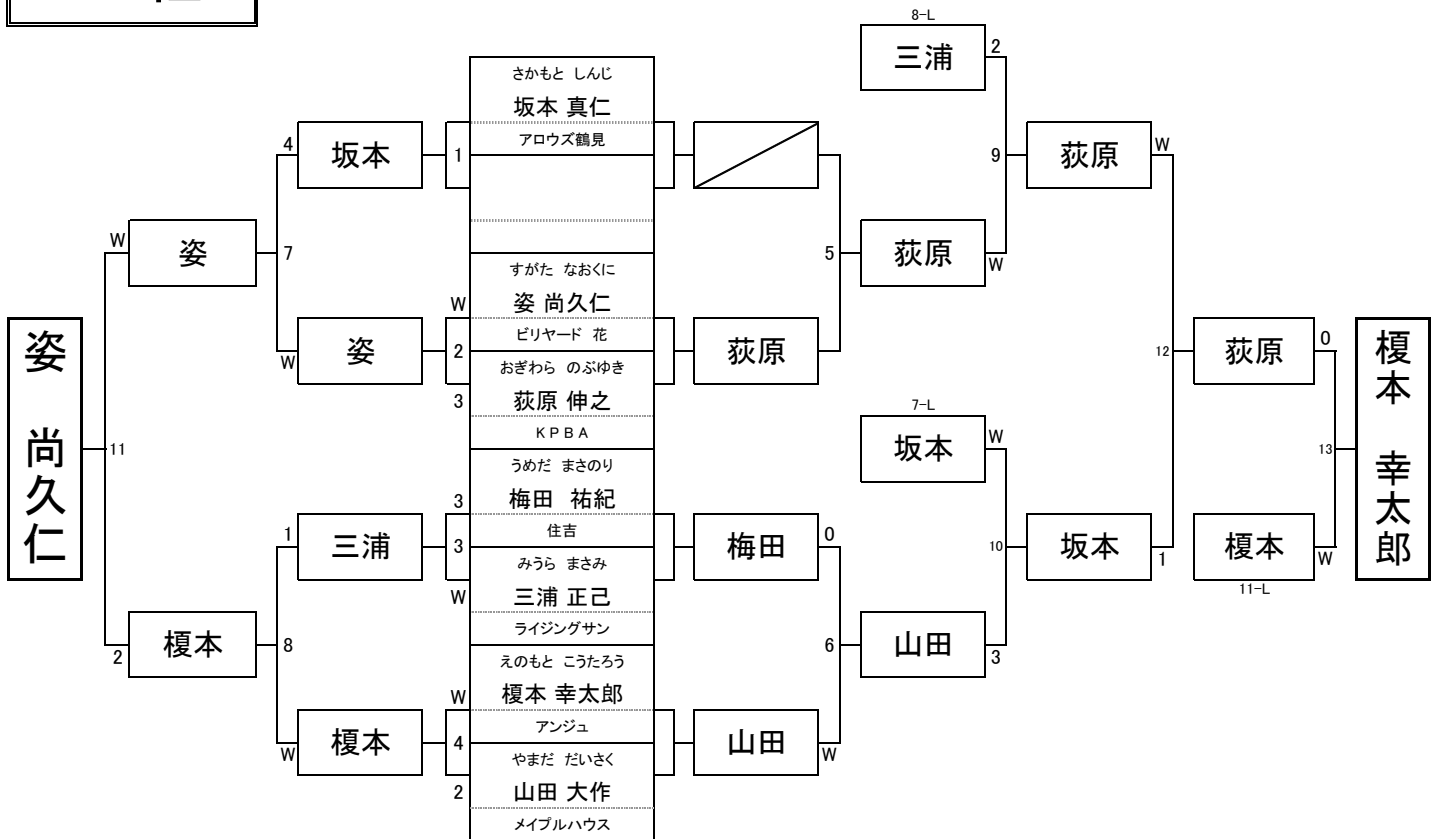 8-L
三浦
2
さかもと しんじ
坂本 真仁
アロウズ鶴見
4
坂本
1
9
荻原
W
W
姿
7
5
荻原
W
すがた なおくに
W
姿 尚久仁
ビリヤード 花
W
姿
2
荻原
おぎわら のぶゆき
3
荻原 伸之
KPBA
12
荻原
0
姿 尚久仁
11
7-L
坂本
W
13
榎本 幸太郎
うめだ まさのり
3
梅田 祐紀
住吉
1
三浦
3
梅田
0
みうら まさみ
W
三浦 正己
ライジングサン
10
坂本
1
榎本
W
11-L
2
榎本
8
6
山田
3
えのもと こうたろう
W
榎本 幸太郎
アンジュ
W
榎本
4
山田
W
やまだ だいさく
2
山田 大作
メイプルハウス